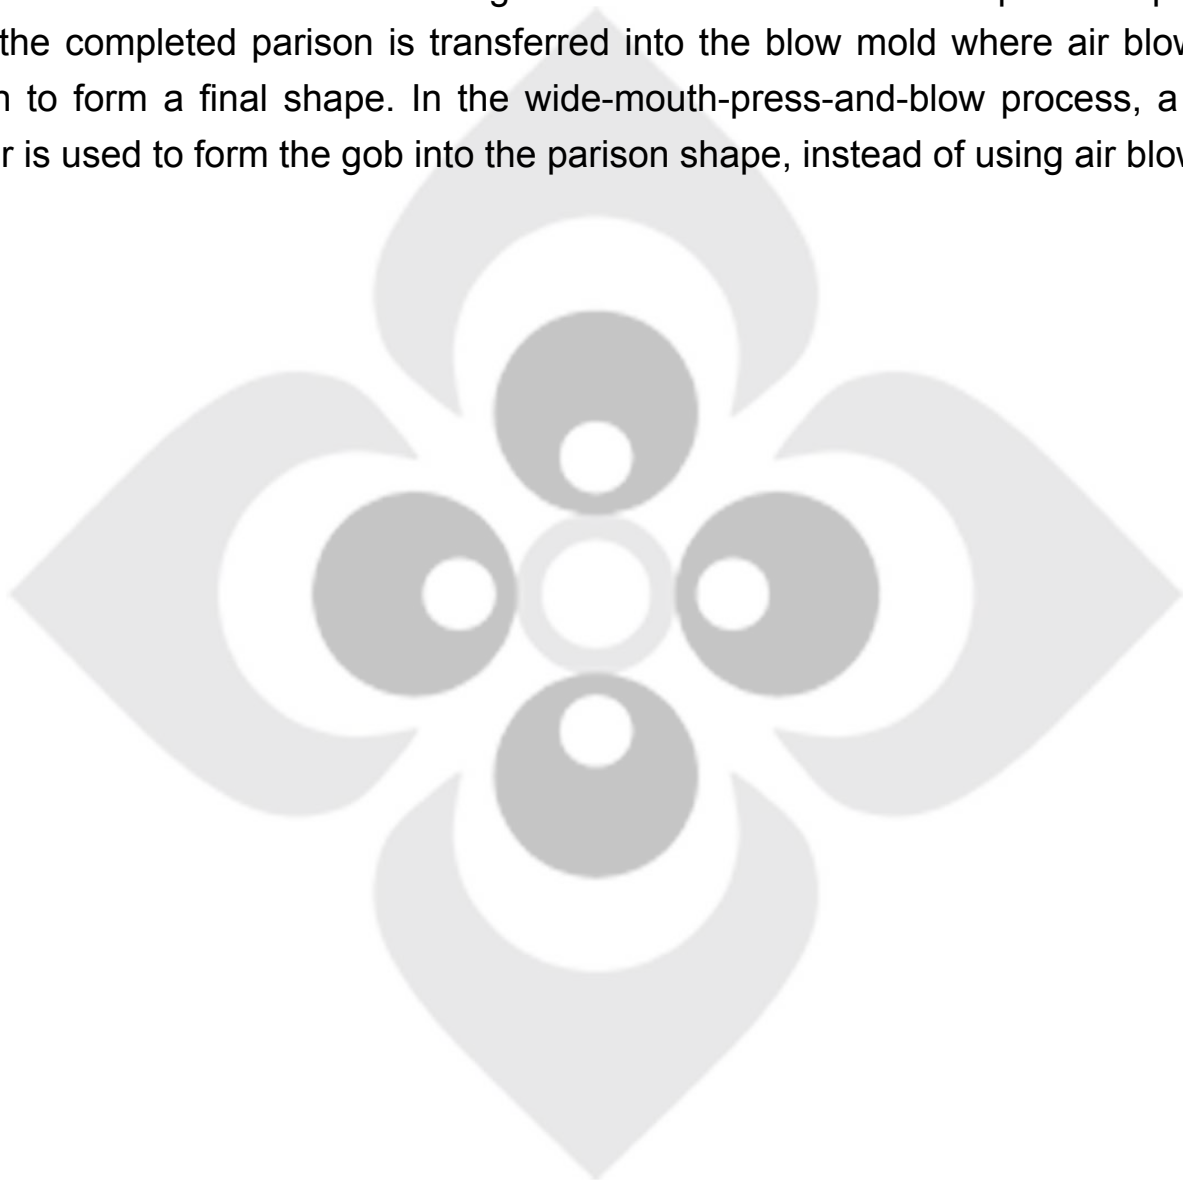 the completed parison is transferred into the blow mold where air blow
to form a final shape. In the wide-mouth-press-and-blow process, a
is used to form the gob into the parison shape, instead of using air blow